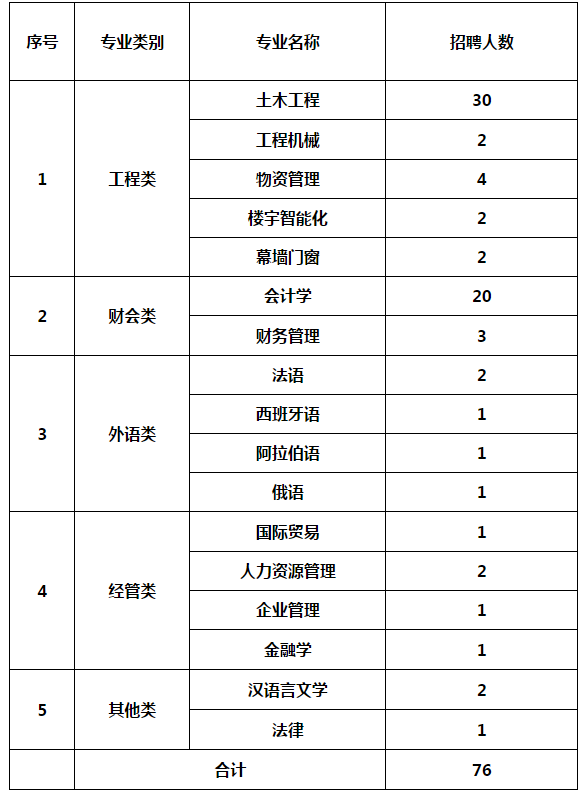 序号 专业类别 专业名称 招聘人数
1 工程类 土木工程 30
工程机械 2
物资管理 4
楼宇智能化 2
幕墙门窗 2
2 财会类 会计学 20
财务管理 3
3 外语类 法语 2
西班牙语 1
阿拉伯语 1
俄语 1
4 经管类 国际贸易 1
人力资源管理 2
企业管理 1
金融学 1
5 其他类 汉语言文学 2
法律 1
合计 76